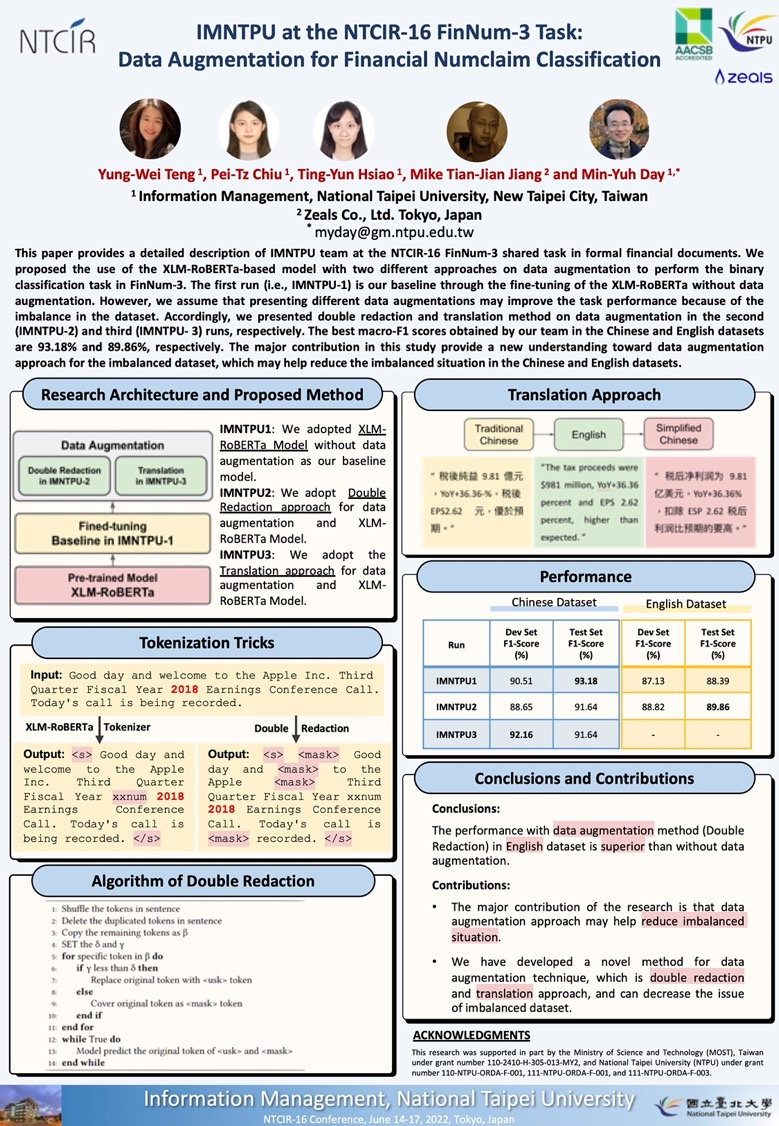 NTCIR
IMNTPU at the NTCIR-16 FinNum-3 Task:
Data Augmentation for Financial Numclaim Classification
AACSB
ACCREDITED
NTPU
zeals
Yung-Wei Teng 1, Pei-Tz Chiu 1, Ting-Yun Hsiao 1, Mike Tian-Jian Jiang 2 and Min-Yuh Day 1,*
1 Information Management, National Taipei University, New Taipei City, Taiwan
2 Zeals Co., Ltd. Tokyo, Japan
* myday@gm.ntpu.edu.tw
This paper provides a detailed description of IMNTPU team at the NTCIR-16 FinNum-3 shared task in formal financial documents. We
proposed the use of the XLM-RoBERTa-based model with two different approaches on data augmentation to perform the binary
classification task in FinNum-3. The first run (i.e., IMNTPU-1) is our baseline through the fine-tuning of the XLM-RoBERTa without data
augmentation. However, we assume that presenting different data augmentations may improve the task performance because of the
imbalance in the dataset. Accordingly, we presented double redaction and translation method on data augmentation in the second
(IMNTPU-2) and third (IMNTPU- 3) runs, respectively. The best macro-F1 scores obtained by our team in the Chinese and English datasets
are 93.18% and 89.86%, respectively. The major contribution in this study provide a new understanding toward data augmentation
approach for the imbalanced dataset, which may help reduce the imbalanced situation in the Chinese and English datasets.
Research Architecture and Proposed Method
Data Augmentation
Double Redaction
in IMNTPU-2
Translation
in IMNTPU-3
Fined-tuning
Baseline in IMNTPU-1
Pre-trained Model
XLM-RoBERTa
IMNTPU1: We adopted XLM-
RoBERTa Model without data
augmentation as our baseline
model.
IMNTPU2: We adopt Double
Redaction approach for data
augmentation and XLM-
RoBERTa Model.
IMNTPU3: We adopt the
Translation approach for data
augmentation and XLM-
RoBERTa Model.
Tokenization Tricks
Input: Good day and welcome to the Apple Inc. Third
Quarter Fiscal Year 2018 Earnings Conference Call.
Today's call is being recorded.
XLM-RoBERTa Tokenizer
Double Redaction
Output: <s> Good day and
welcome to the Apple
Inc. Third Quarter
Fiscal Year xxnum 2018
Earnings Conference
Call. Today's call is
being recorded. </s>
Output: <s> <mask> Good
day and <mask> to the
Apple <mask> Third
Quarter Fiscal Year xxnum
2018 Earnings Conference
Call. Today's call is
<mask> recorded. </s>
Algorithm of Double Redaction
1: Shuffle the tokens in sentence
2: Delete the duplicated tokens in sentence
3: Copy the remaining tokens as β
4: SET the δ and γ
5: for specific token in β do
6: if γ less than δ then
7: Replace original token with <usk> token
8: else
9: Cover original token as <mask> token
10: end if
11: end for
12: while True do
13: Model predict the original token of <usk> and <mask>
14: end while
Translation Approach
Traditional
Chinese
English
Simplified
Chinese
“ 稅後純益 9.81 億元
，YoY+36.36-%，稅後
EPS2.62 元，優於預
期。”
"The tax proceeds were
$981 million, YoY+36.36
percent and EPS 2.62
percent, higher than
expected. ”
“ 税后净利润为 9.81
亿美元，YoY+36.36%
，扣除 ESP 2.62 税后
利润比预期的要高。”
Performance
Chinese Dataset English Dataset
Run
Dev Set
F1-Score
(%)
Test Set
F1-Score
(%)
Dev Set
F1-Score
(%)
Test Set
F1-Score
(%)
IMNTPU1 90.51 93.18 87.13 88.39
IMNTPU2 88.65 91.64 88.82 89.86
IMNTPU3 92.16 91.64 - -
Conclusions and Contributions
Conclusions:
The performance with data augmentation method (Double
Redaction) in English dataset is superior than without data
augmentation.
Contributions:
• The major contribution of the research is that data
augmentation approach may help reduce imbalanced
situation.
• We have developed a novel method for data
augmentation technique, which is double redaction
and translation approach, and can decrease the issue
of imbalanced dataset.
ACKNOWLEDGMENTS
This research was supported in part by the Ministry of Science and Technology (MOST), Taiwan
under grant number 110-2410-H-305-013-MY2, and National Taipei University (NTPU) under grant
number 110-NTPU-ORDA-F-001, 111-NTPU-ORDA-F-001, and 111-NTPU-ORDA-F-003.
Information Management, National Taipei University
NTCIR-16 Conference, June 14-17, 2022, Tokyo, Japan
國立臺北大學
National Taipei University